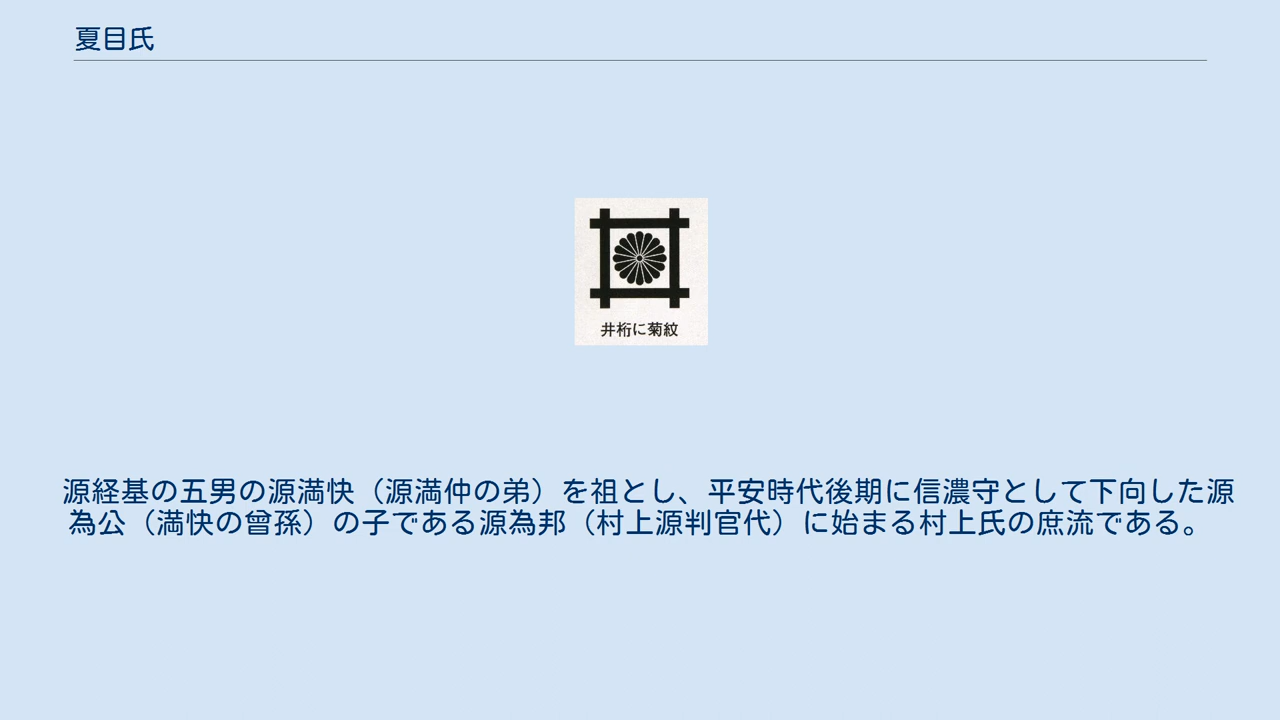 夏目氏
井桁に菊紋
源経基の五男の源満快（源満仲の弟）を祖とし、平安時代後期に信濃守として下向した源
為公（満快の曾孫）の子である源為邦（村上源判官代）に始まる村上氏の庶流である。